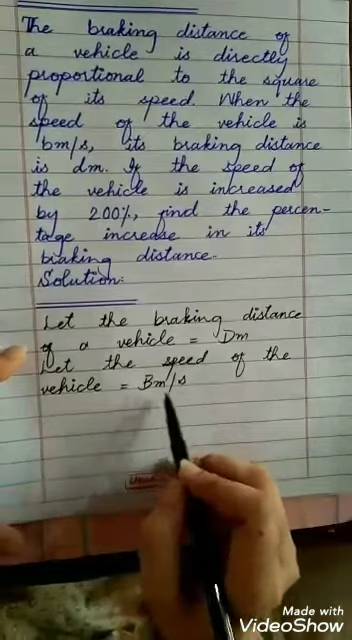 The braking distance of
a vehicle is directly
proportional to the square
of its speed. When the
speed of the vehicle is
bm/s, its braking distance
is dm. If the speed of
the vehicle is increased
by 200%, find the percen-
tage increase in its
braking distance.
Solution:
Let the braking distance
of a vehicle = Dm
Let the speed of the
vehicle = Bm/s
Made with
VideoShow